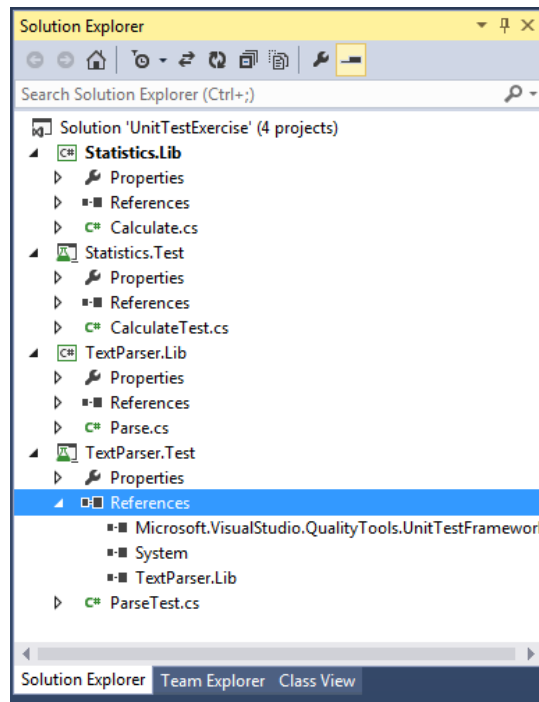 Solution Explorer
Search Solution Explorer (Ctrl+;)
Solution 'UnitTestExercise' (4 projects)
C# Statistics.Lib
Properties
References
C# Calculate.cs
Statistics.Test
Properties
References
C# CalculateTest.cs
C# TextParser.Lib
Properties
References
C# Parse.cs
TextParser.Test
Properties
References
Microsoft.VisualStudio.QualityTools.UnitTestFramewor
System
TextParser.Lib
C# ParseTest.cs
Solution Explorer Team Explorer Class View